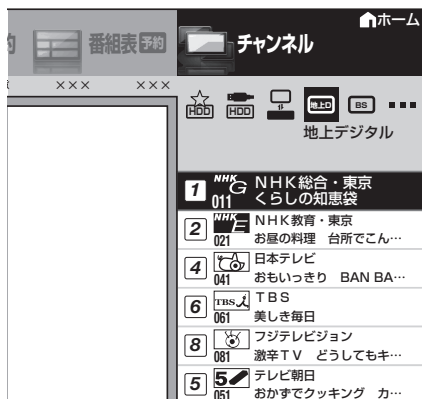 約
番組表 予約
チャンネル
ホーム
××× ×××
HDD HDD 地上D BS
地上デジタル
1 NHK G 011 NHK総合・東京
くらしの知恵袋
2 NHK E 021 NHK教育・東京
お昼の料理 台所でこん…
4 041 日本テレビ
おもいっきり BAN BA…
6 TBS 061 TBS
美しき毎日
8 081 フジテレビジョン
激辛TV どうしてもキ…
5 5 051 テレビ朝日
おかずでクッキング カ…